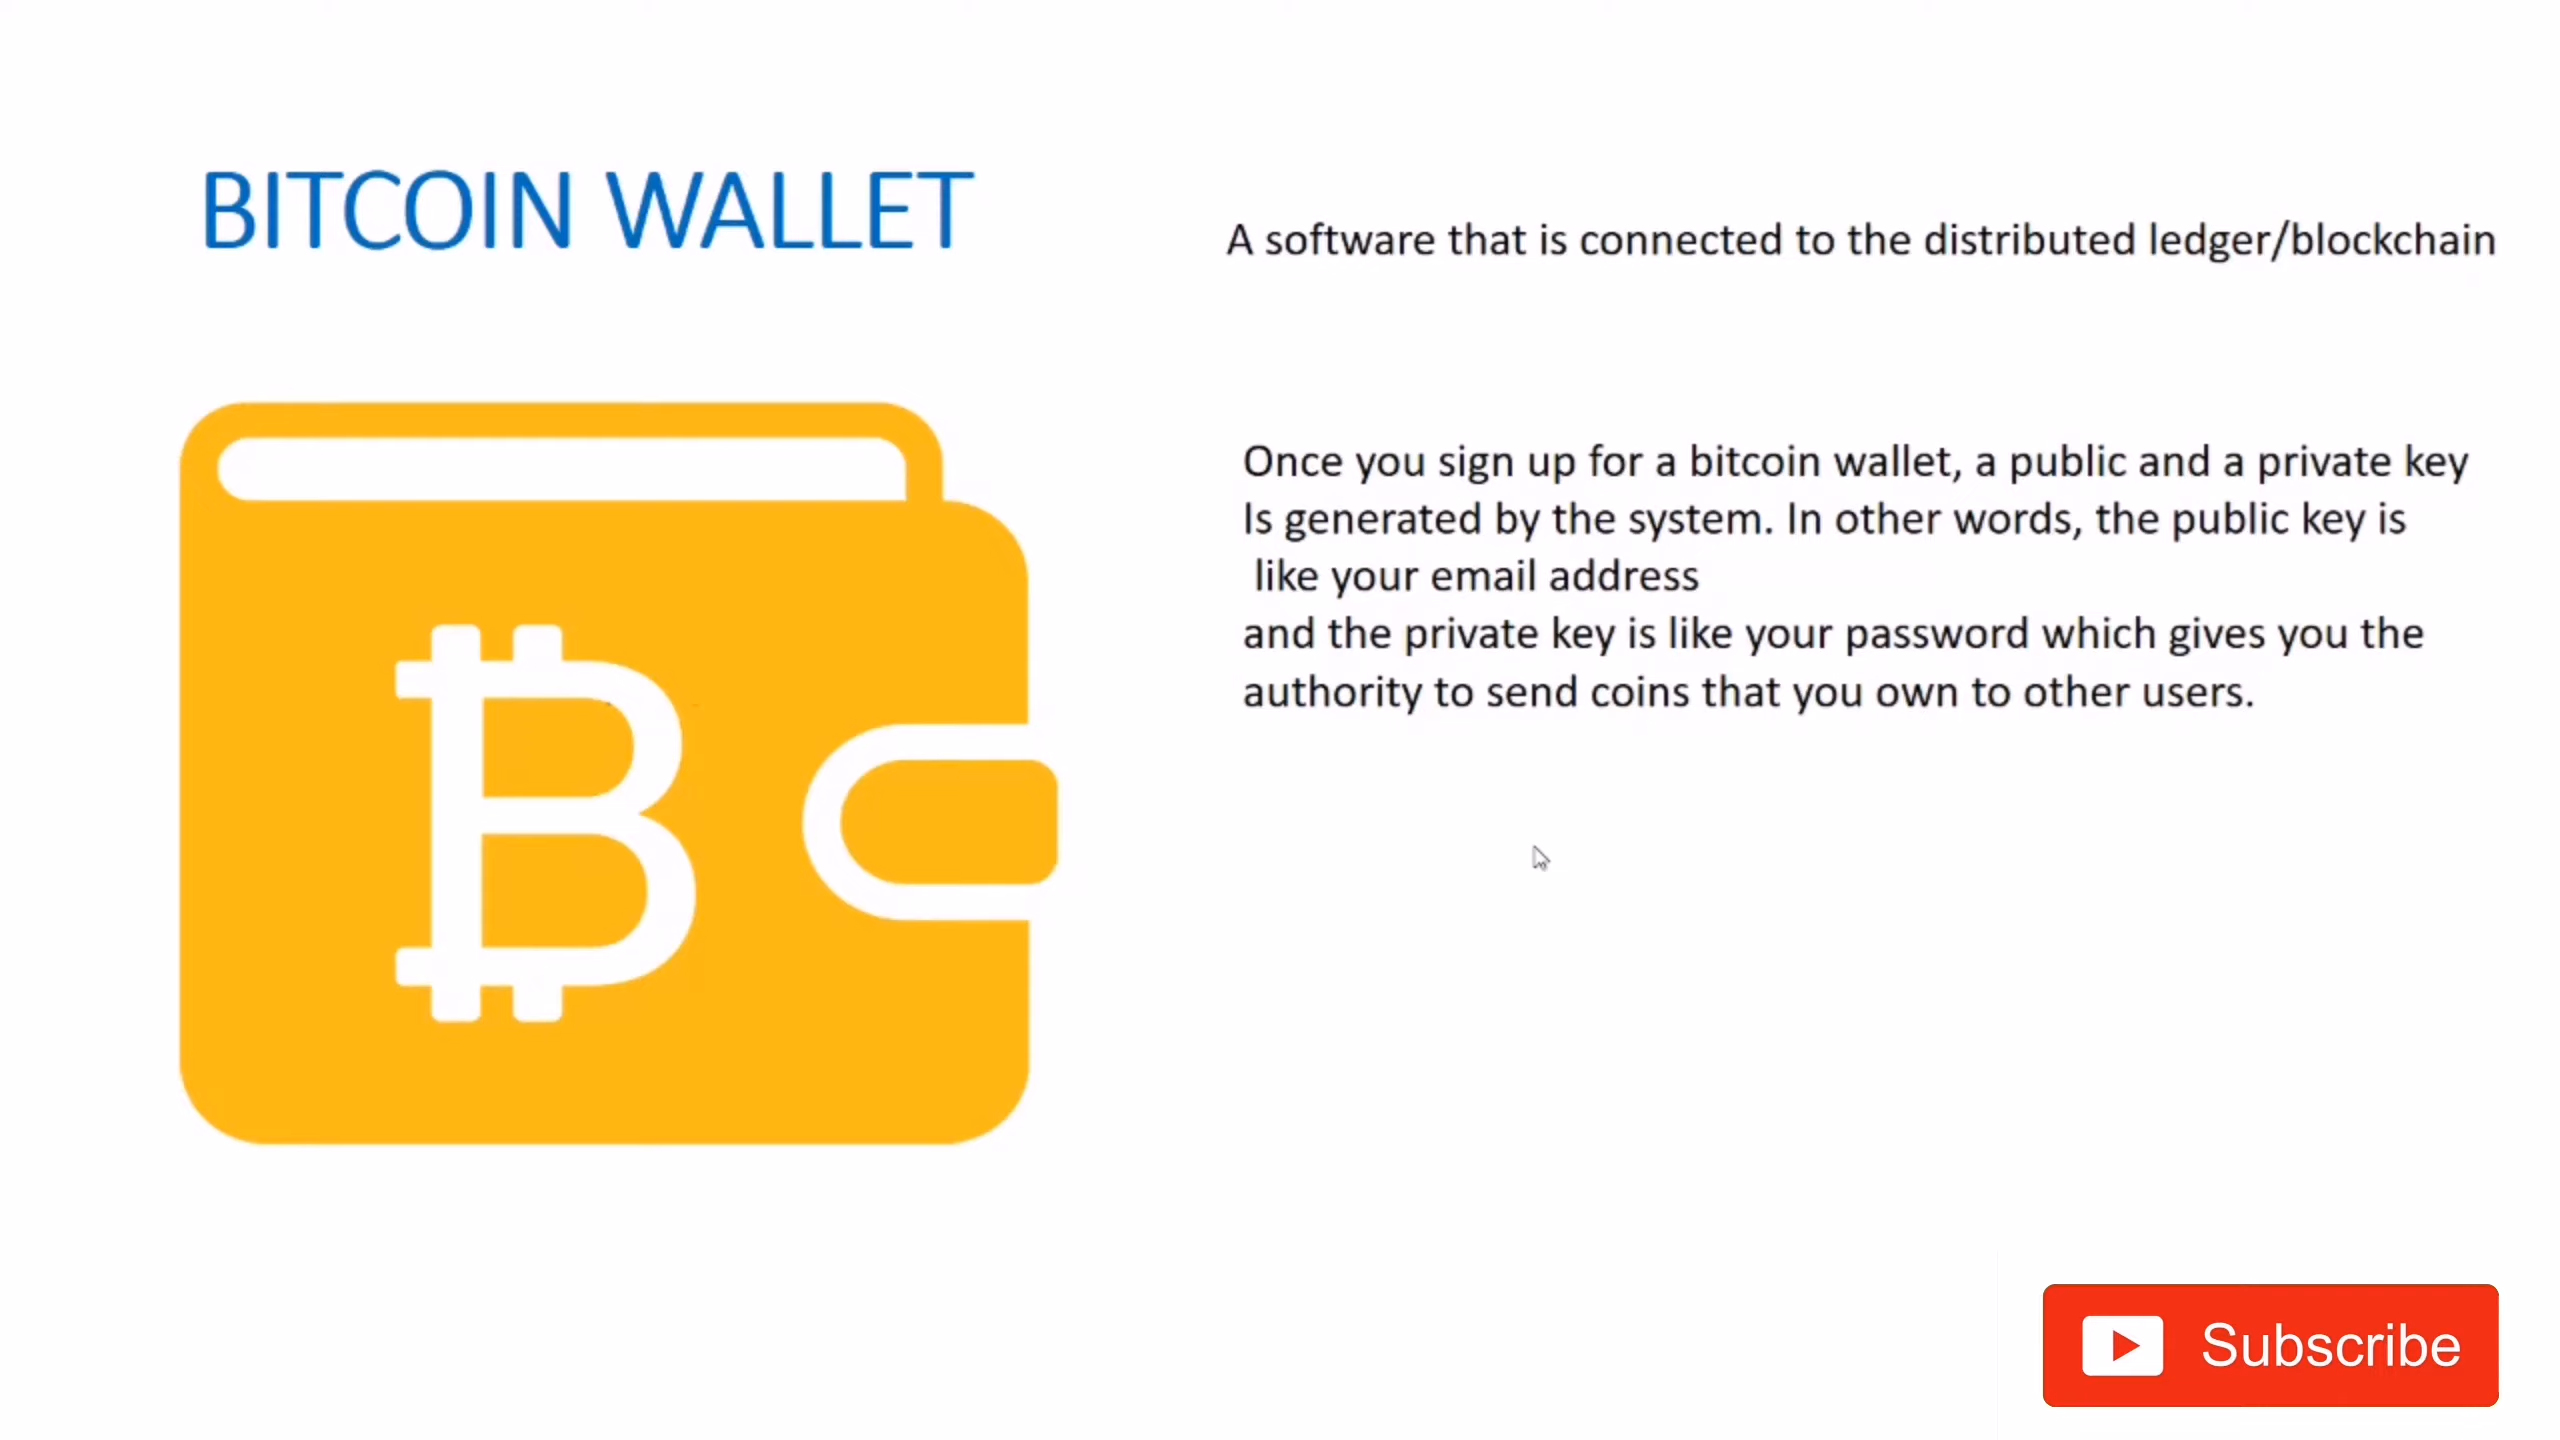 BITCOIN WALLET
A software that is connected to the distributed ledger/blockchain
Once you sign up for a bitcoin wallet, a public and a private key
Is generated by the system. In other words, the public key is
like your email address
and the private key is like your password which gives you the
authority to send coins that you own to other users.
Subscribe